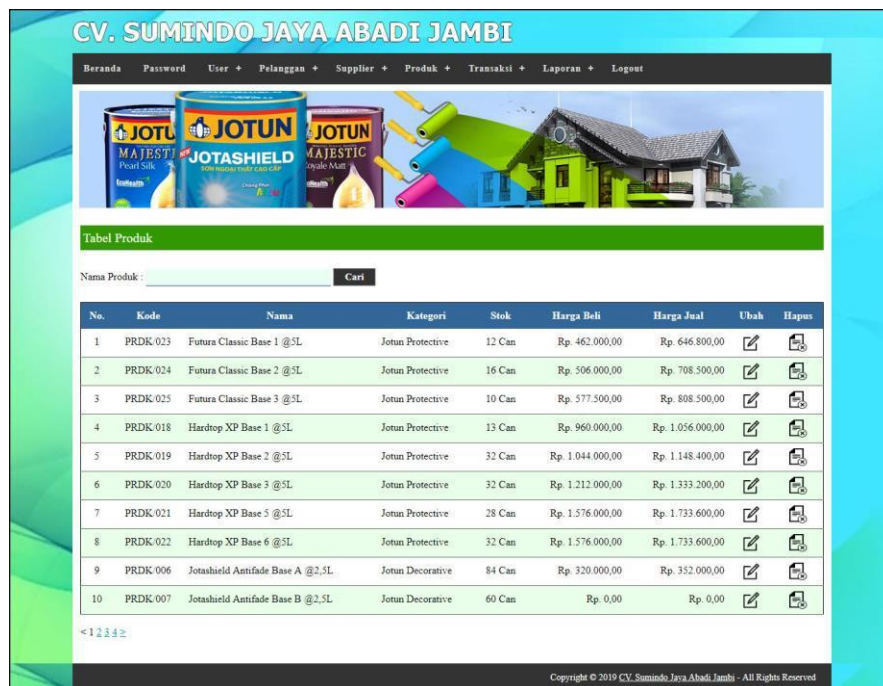 CV. SUMINDO JAYA ABADI JAMBI
Beranda Password User + Pelanggan + Supplier + Produk + Transaksi + Laporan + Logout
JOTU JOTUN JOTUN
MAJESTI JOTASHIELD MAJESTIC
Pearl Silk SƠN NGOẠI THẤT CAO CẤP oyale Matt
Tabel Produk
Nama Produk : Cari
No. Kode Nama Kategori Stok Harga Beli Harga Jual Ubah Hapus
1 PRDK/023 Futura Classic Base 1 @5L Jotun Protective 12 Can Rp. 462.000,00 Rp. 646.800,00
2 PRDK/024 Futura Classic Base 2 @5L Jotun Protective 16 Can Rp. 506.000,00 Rp. 708.500,00
3 PRDK/025 Futura Classic Base 3 @5L Jotun Protective 10 Can Rp. 577.500,00 Rp. 808.500,00
4 PRDK/018 Hardtop XP Base 1 @5L Jotun Protective 13 Can Rp. 960.000,00 Rp. 1.056.000,00
5 PRDK/019 Hardtop XP Base 2 @5L Jotun Protective 32 Can Rp. 1.044.000,00 Rp. 1.148.400,00
6 PRDK/020 Hardtop XP Base 3 @5L Jotun Protective 32 Can Rp. 1.212.000,00 Rp. 1.333.200,00
7 PRDK/021 Hardtop XP Base 5 @5L Jotun Protective 28 Can Rp. 1.576.000,00 Rp. 1.733.600,00
8 PRDK/022 Hardtop XP Base 6 @5L Jotun Protective 32 Can Rp. 1.576.000,00 Rp. 1.733.600,00
9 PRDK/006 Jotashield Antifade Base A @2,5L Jotun Decorative 84 Can Rp. 320.000,00 Rp. 352.000,00
10 PRDK/007 Jotashield Antifade Base B @2,5L Jotun Decorative 60 Can Rp. 0,00 Rp. 0,00
< 1 2 3 4 >
Copyright © 2019 CV. Sumindo Jaya Abadi Jambi - All Rights Reserved